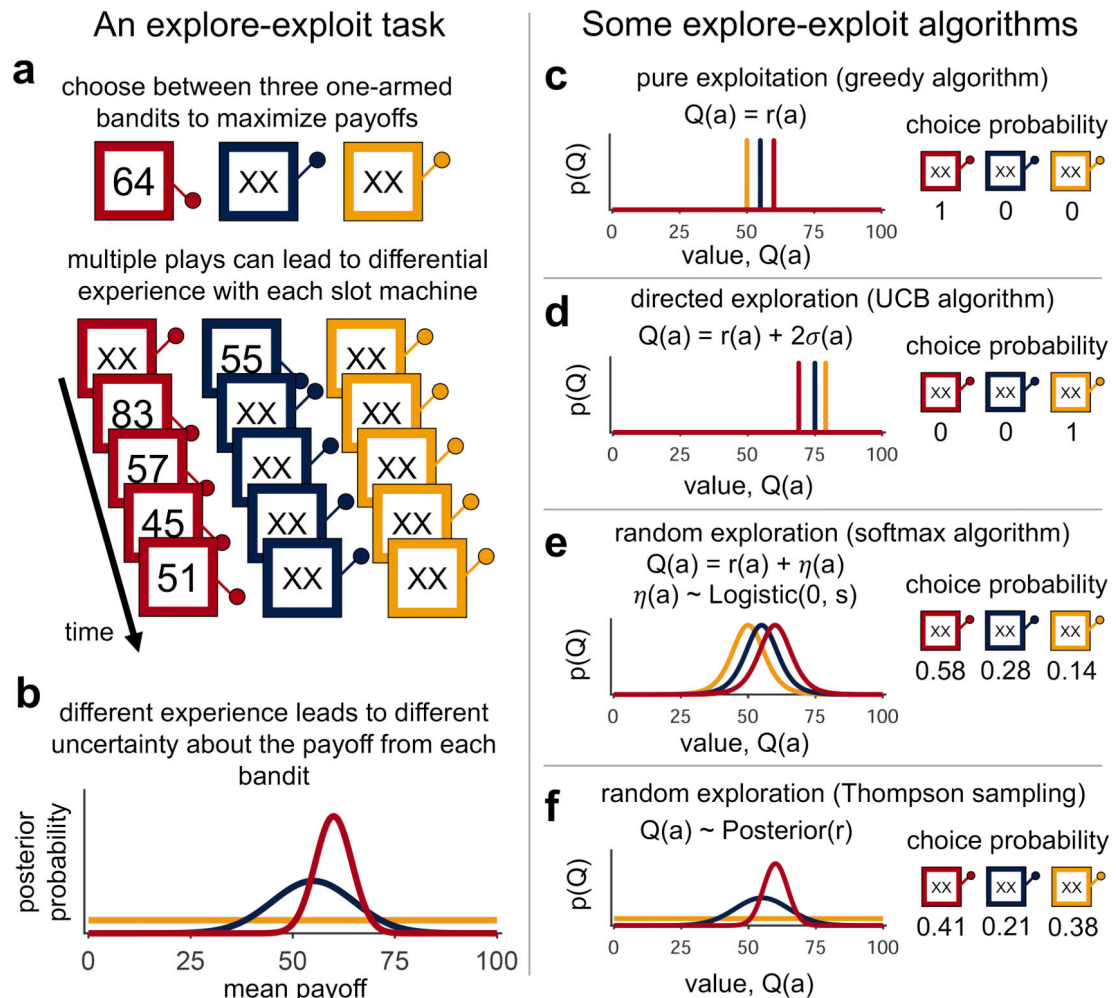 An explore-exploit task
a
choose between three one-armed
bandits to maximize payoffs
64 XX XX
multiple plays can lead to differential
experience with each slot machine
XX 55 XX
83 XX XX
57 XX XX
45 XX XX
51 XX XX
time
b
different experience leads to different
uncertainty about the payoff from each
bandit
posterior
probability
0 25 50 75 100
mean payoff
Some explore-exploit algorithms
c
pure exploitation (greedy algorithm)
Q(a) = r(a)
p(Q)
0 25 50 75 100
value, Q(a)
choice probability
XX XX XX
1 0 0
d
directed exploration (UCB algorithm)
Q(a) = r(a) + 2σ(a)
p(Q)
0 25 50 75 100
value, Q(a)
choice probability
XX XX XX
0 0 1
e
random exploration (softmax algorithm)
Q(a) = r(a) + η(a)
η(a) ~ Logistic(0, s)
p(Q)
0 25 50 75 100
value, Q(a)
choice probability
XX XX XX
0.58 0.28 0.14
f
random exploration (Thompson sampling)
Q(a) ~ Posterior(r)
p(Q)
0 25 50 75 100
value, Q(a)
choice probability
XX XX XX
0.41 0.21 0.38